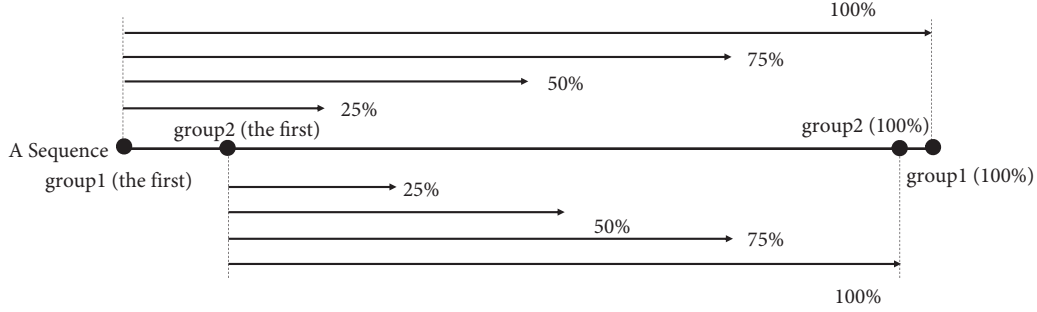 100%
75%
50%
25%
group2 (the first)
group2 (100%)
A Sequence
group1 (the first)
group1 (100%)
25%
50%
75%
100%